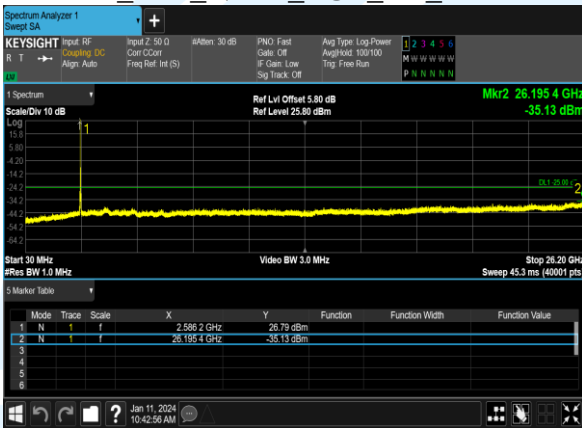 Spectrum Analyzer 1
Swept SA
+
KEYSIGHT Input: RF Input Z: 50 Ω #Atten: 30 dB PNO: Fast Avg Type: Log-Power 1 2 3 4 5 6
R T Coupling: DC Corr CCorr Gate: Off Avg|Hold: 100/100 M W W W W W
Align: Auto Freq Ref: Int (S) IF Gain: Low Trig: Free Run
LW Sig Track: Off P N N N N N
1 Spectrum Ref Lvl Offset 5.80 dB Mkr2 26.195 4 GHz
Scale/Div 10 dB Ref Level 25.80 dBm -35.13 dBm
Log
1
15.8
5.80
-4.20
-14.2
DL1 -25.00
-24.2
2
-34.2
-44.2
-54.2
-64.2
Start 30 MHz Video BW 3.0 MHz Stop 26.20 GHz
#Res BW 1.0 MHz Sweep 45.3 ms (40001 pts
5 Marker Table
Mode Trace Scale X Y Function Function Width Function Value
1 N 1 f 2.586 2 GHz 26.79 dBm
2 N 1 f 26.195 4 GHz -35.13 dBm
3
4
5
6
? Jan 11, 2024
10:42:56 AM